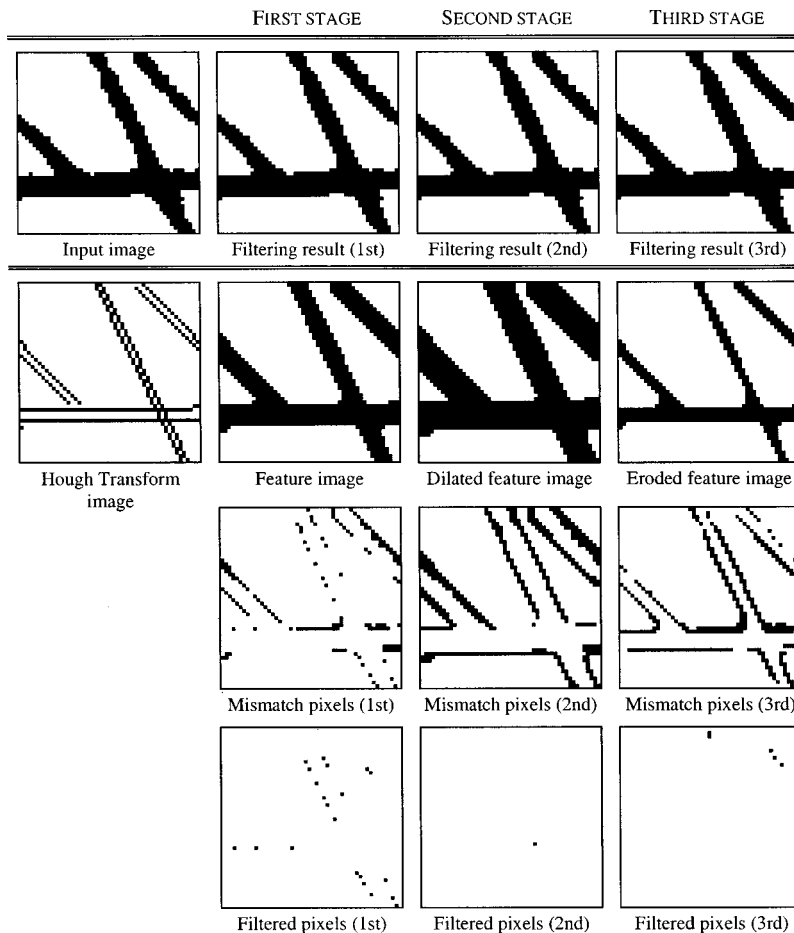 FIRST STAGE SECOND STAGE THIRD STAGE
Input image Filtering result (1st) Filtering result (2nd) Filtering result (3rd)
Hough Transform image Feature image Dilated feature image Eroded feature image
Mismatch pixels (1st) Mismatch pixels (2nd) Mismatch pixels (3rd)
Filtered pixels (1st) Filtered pixels (2nd) Filtered pixels (3rd)